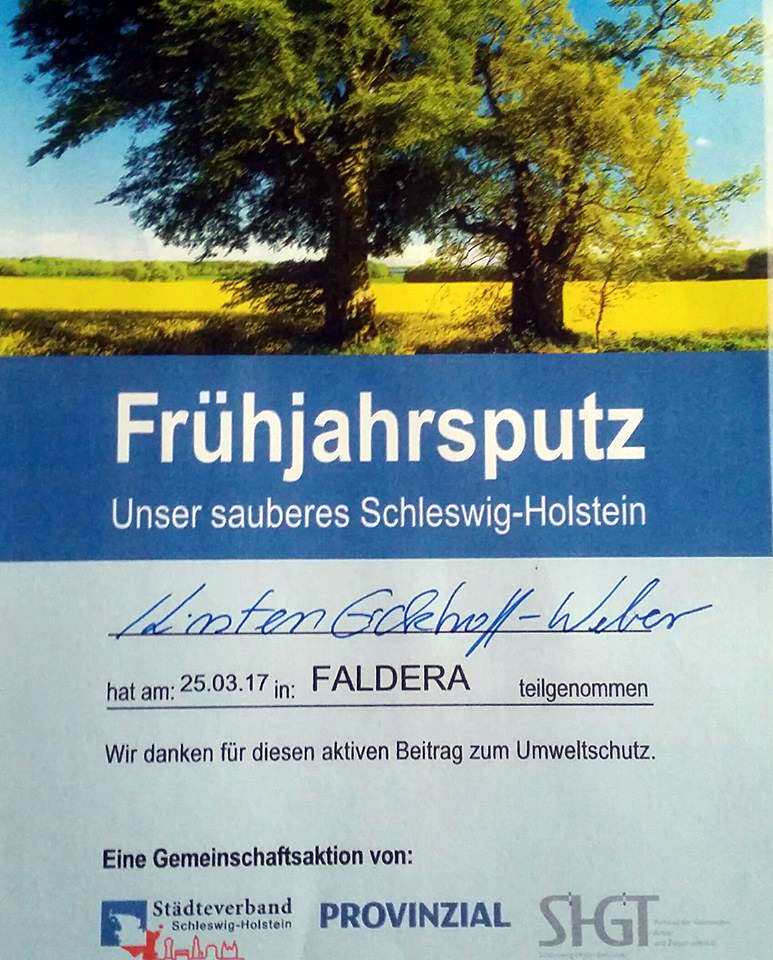 Frühjahrsputz
Unser sauberes Schleswig-Holstein
Kirsten Eickhoff-Weber
hat am: 25.03.17 in: FALDERA teilgenommen
Wir danken für diesen aktiven Beitrag zum Umweltschutz.
Eine Gemeinschaftsaktion von:
Städteverband
Schleswig-Holstein
PROVINZIAL
SHGT